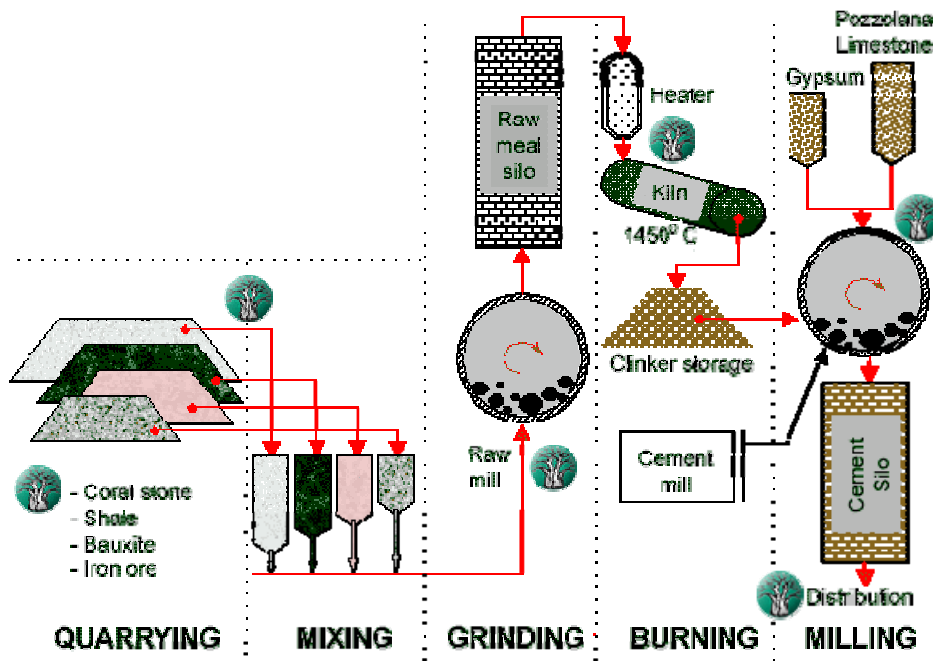 Pozzolana
Limestone
Gypsum
Heater
Raw
meal
silo
Kiln
1450⁰ C
Clinker storage
Raw
mill
Cement
mill
Cement
Silo
- Coral stone
- Shale
- Bauxite
- Iron ore
Distribution
QUARRYING
MIXING
GRINDING
BURNING
MILLING